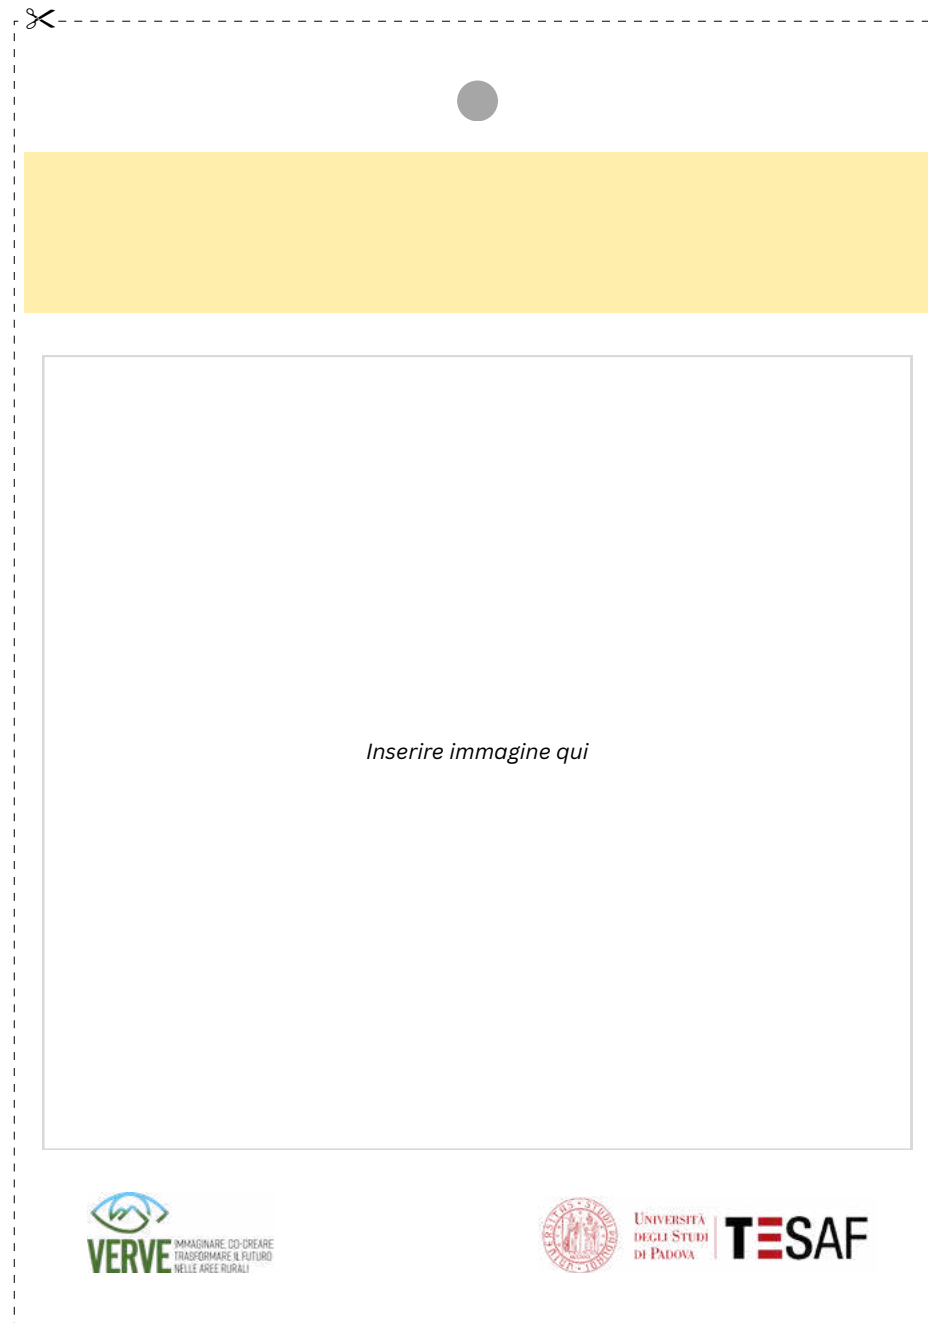 Inserire immagine qui
VERVE
IMMAGINARE, CO-CREARE
TRASFORMARE IL FUTURO
NELLE AREE RURALI
UNIVERSITÀ
DEGLI STUDI
DI PADOVA
TESAF